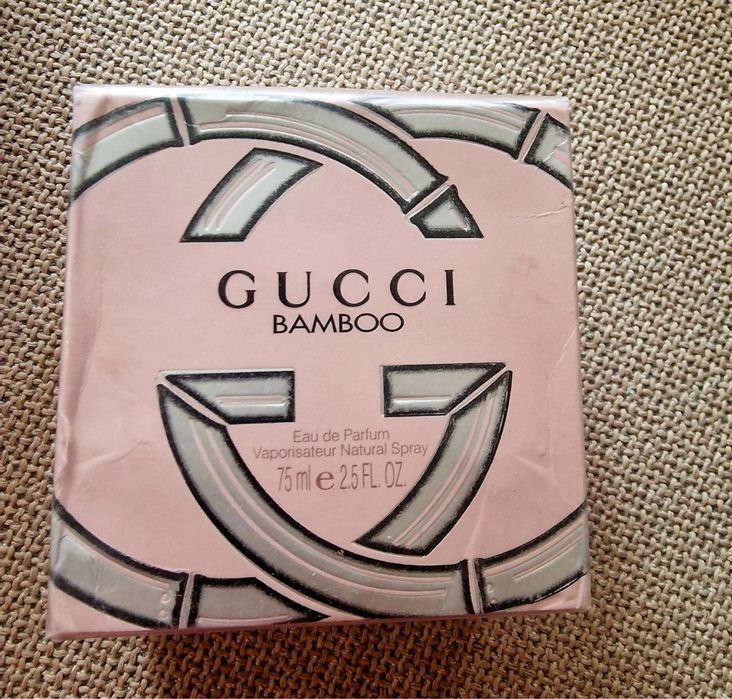 GUCCI
BAMBOO
Eau de Parfum
Vaporisateur Natural Spray
75 ml e 2.5 FL. OZ.